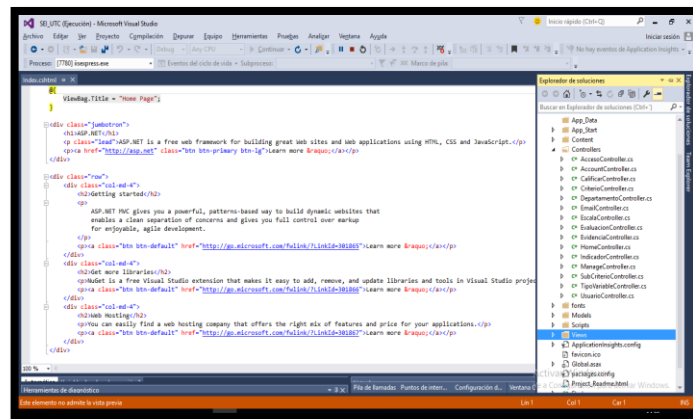 SEI_UTC (Ejecución) - Microsoft Visual Studio
Inicio rápido (Ctrl+Q)
Archivo Editar Ver Proyecto Compilación Depurar Equipo Herramientas Pruebas Analizar Ventana Ayuda
Iniciar sesión
Debug Any CPU Continuar
No hay eventos de Application Insights
Proceso: [7780] iisexpress.exe Eventos del ciclo de vida Subproceso: Marco de pila:
Index.cshtml
@{
ViewBag.Title = "Home Page";
}
<div class="jumbotron">
<h1>ASP.NET</h1>
<p class="lead">ASP.NET is a free web framework for building great Web sites and Web applications using HTML, CSS and JavaScript.</p>
<p><a href="http://asp.net" class="btn btn-primary btn-lg">Learn more &raquo;</a></p>
</div>
<div class="row">
<div class="col-md-4">
<h2>Getting started</h2>
<p>
ASP.NET MVC gives you a powerful, patterns-based way to build dynamic websites that
enables a clean separation of concerns and gives you full control over markup
for enjoyable, agile development.
</p>
<p><a class="btn btn-default" href="http://go.microsoft.com/fwlink/?LinkId=301865">Learn more &raquo;</a></p>
</div>
<div class="col-md-4">
<h2>Get more libraries</h2>
<p>NuGet is a free Visual Studio extension that makes it easy to add, remove, and update libraries and tools in Visual Studio projec
<p><a class="btn btn-default" href="http://go.microsoft.com/fwlink/?LinkId=301866">Learn more &raquo;</a></p>
</div>
<div class="col-md-4">
<h2>Web Hosting</h2>
<p>You can easily find a web hosting company that offers the right mix of features and price for your applications.</p>
<p><a class="btn btn-default" href="http://go.microsoft.com/fwlink/?LinkId=301867">Learn more &raquo;</a></p>
</div>
</div>
100 %
Explorador de soluciones
Buscar en Explorador de soluciones (Ctrl+')
App_Data
App_Start
Content
Controllers
C# AccesoController.cs
C# AccountController.cs
C# CalificarController.cs
C# CriterioController.cs
C# DepartamentoController.cs
C# EmailController.cs
C# EscalaController.cs
C# EvaluacionController.cs
C# EvidenciaController.cs
C# HomeController.cs
C# IndicadorController.cs
C# ManageController.cs
C# SubCriterioController.cs
C# TipoVariableController.cs
C# UsuarioController.cs
fonts
Models
Scripts
Views
ApplicationInsights.config
favicon.ico
Global.asax
packages.config
Project_Readme.html
Explorador de soluciones
Team Explorer
Herramientas de diagnóstico
Pila de llamadas Puntos de interr... Configuración d... Ventana
Este elemento no admite la vista previa
Lín 1 Col 1 Car 1 INS